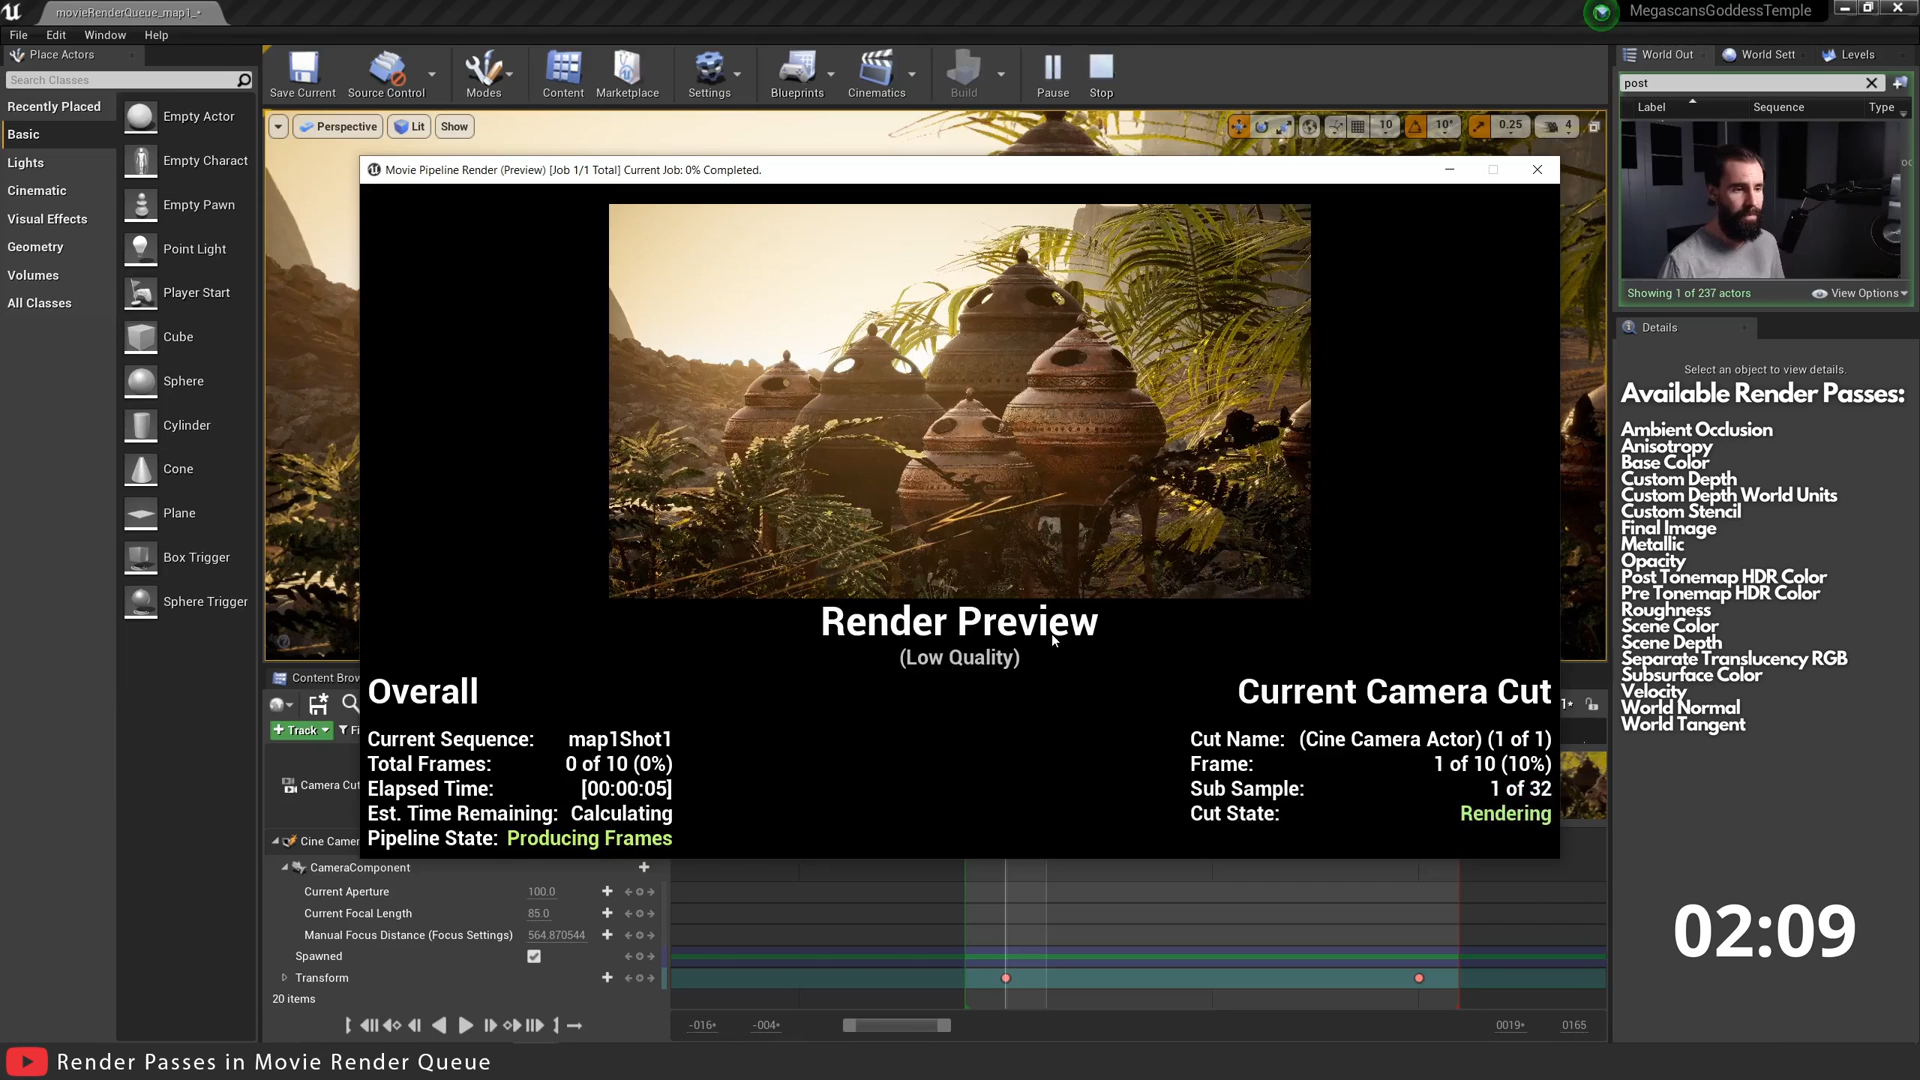 movieRenderQueue_map1_*
MegascansGoddessTemple
File Edit Window Help
Place Actors
Search Classes
Recently Placed
Basic
Lights
Cinematic
Visual Effects
Geometry
Volumes
All Classes
Empty Actor
Empty Charact
Empty Pawn
Point Light
Player Start
Cube
Sphere
Cylinder
Cone
Plane
Box Trigger
Sphere Trigger
Save Current Source Control Modes Content Marketplace Settings Blueprints Cinematics Build Pause Stop
Perspective Lit Show
10 10° 0.25 4
Movie Pipeline Render (Preview) [Job 1/1 Total] Current Job: 0% Completed.
Render Preview
(Low Quality)
Overall
Current Sequence: map1Shot1
Total Frames: 0 of 10 (0%)
Elapsed Time: [00:00:05]
Est. Time Remaining: Calculating
Pipeline State: Producing Frames
Current Camera Cut
Cut Name: (Cine Camera Actor) (1 of 1)
Frame: 1 of 10 (10%)
Sub Sample: 1 of 32
Cut State: Rendering
World Out World Sett Levels
post
Label Sequence Type
Showing 1 of 237 actors View Options
Details
Select an object to view details.
Available Render Passes:
Ambient Occlusion
Anisotropy
Base Color
Custom Depth
Custom Depth World Units
Custom Stencil
Final Image
Metallic
Opacity
Post Tonemap HDR Color
Pre Tonemap HDR Color
Roughness
Scene Color
Scene Depth
Separate Translucency RGB
Subsurface Color
Velocity
World Normal
World Tangent
02:09
Content Brow
1*
+ Track Fi
Camera Cut
Cine Camer
CameraComponent
Current Aperture 100.0
Current Focal Length 85.0
Manual Focus Distance (Focus Settings) 564.870544
Spawned
Transform
20 items
-016* -004* 0019* 0165
Render Passes in Movie Render Queue